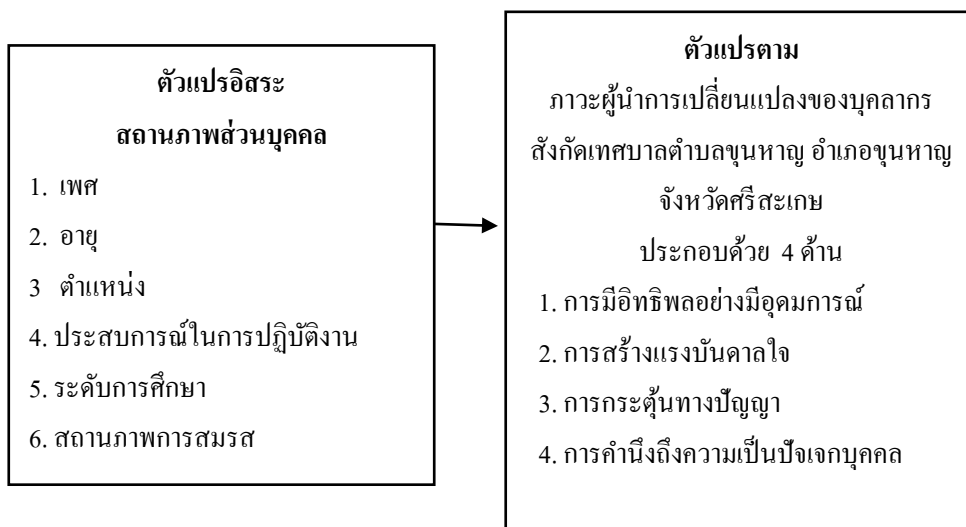 ตัวแปรอิสระ
สถานภาพส่วนบุคคล
1. เพศ
2. อายุ
3 ตำแหน่ง
4. ประสบการณ์ในการปฏิบัติงาน
5. ระดับการศึกษา
6. สถานภาพการสมรส
ตัวแปรตาม
ภาวะผู้นำการเปลี่ยนแปลงของบุคลากร
สังกัดเทศบาลตำบลขุนหาญ อำเภอขุนหาญ
จังหวัดศรีสะเกษ
ประกอบด้วย 4 ด้าน
1. การมีอิทธิพลอย่างมีอุดมการณ์
2. การสร้างแรงบันดาลใจ
3. การกระตุ้นทางปัญญา
4. การคำนึงถึงความเป็นปัจเจกบุคคล